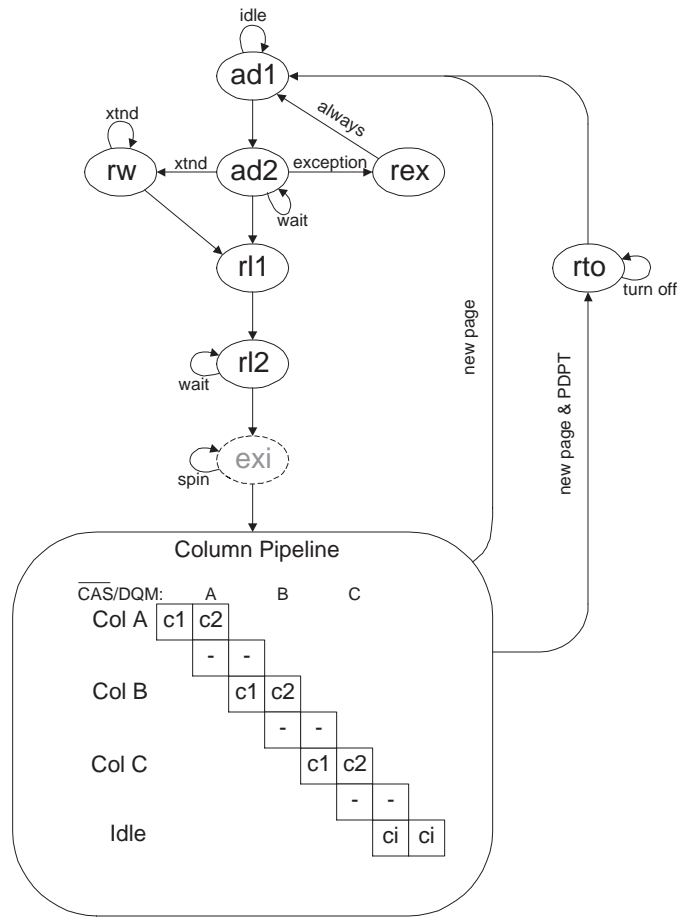 idle
ad1
always
xtnd
rw
xtnd
ad2
exception
rex
wait
rl1
rto
turn off
new page
new page & PDPT
rl2
wait
exi
spin
Column Pipeline
CAS/DQM: A B C
Col A c1 c2
- -
Col B c1 c2
- -
Col C c1 c2
- -
Idle ci ci